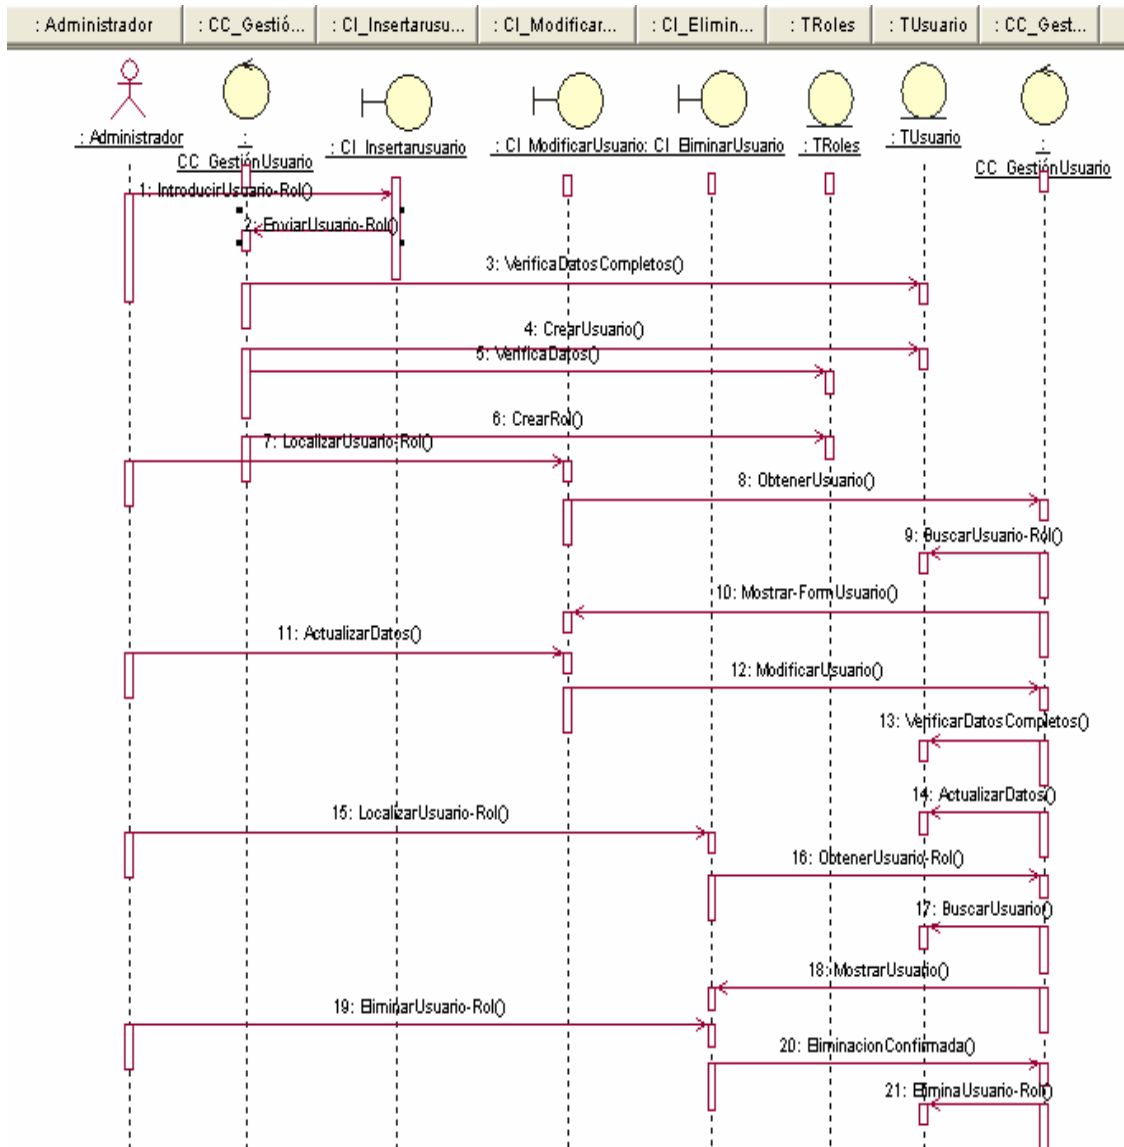 : Administrador
: CC_Gestió...
: CI_Insertarusu...
: CI_Modificar...
: CI_Elimin...
: TRoles
: TUsuario
: CC_Gest...
: Administrador
:
CC_GestiónUsuario
: CI_Insertarusuario
: CI_ModificarUsuario
: CI_EliminarUsuario
: TRoles
: TUsuario
:
CC_GestiónUsuario
1: IntroducirUsuario-Rol()
2: EnviarUsuario-Rol()
3: VerificaDatosCompletos()
4: CrearUsuario()
5: VerificaDatos()
6: CrearRol()
7: LocalizarUsuario-Rol()
8: ObtenerUsuario()
9: BuscarUsuario-Rol()
10: Mostrar-FormUsuario()
11: ActualizarDatos()
12: ModificarUsuario()
13: VerificarDatosCompletos()
14: ActualizarDatos()
15: LocalizarUsuario-Rol()
16: ObtenerUsuario-Rol()
17: BuscarUsuario()
18: MostrarUsuario()
19: EliminarUsuario-Rol()
20: EliminacionConfirmada()
21: EliminaUsuario-Rol()